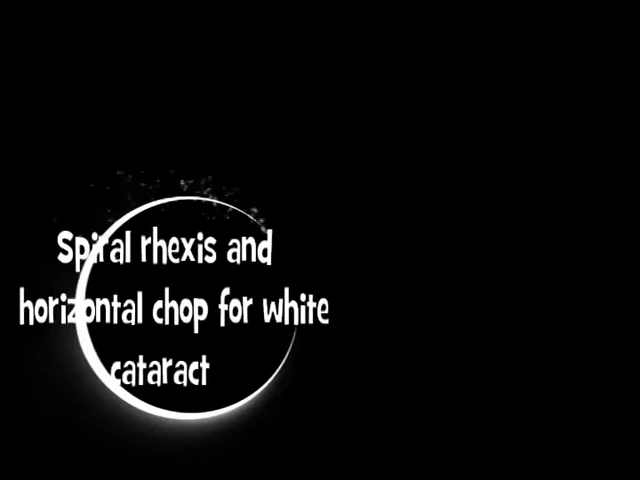 Spiral rhexis and
horizontal chop for white
cataract